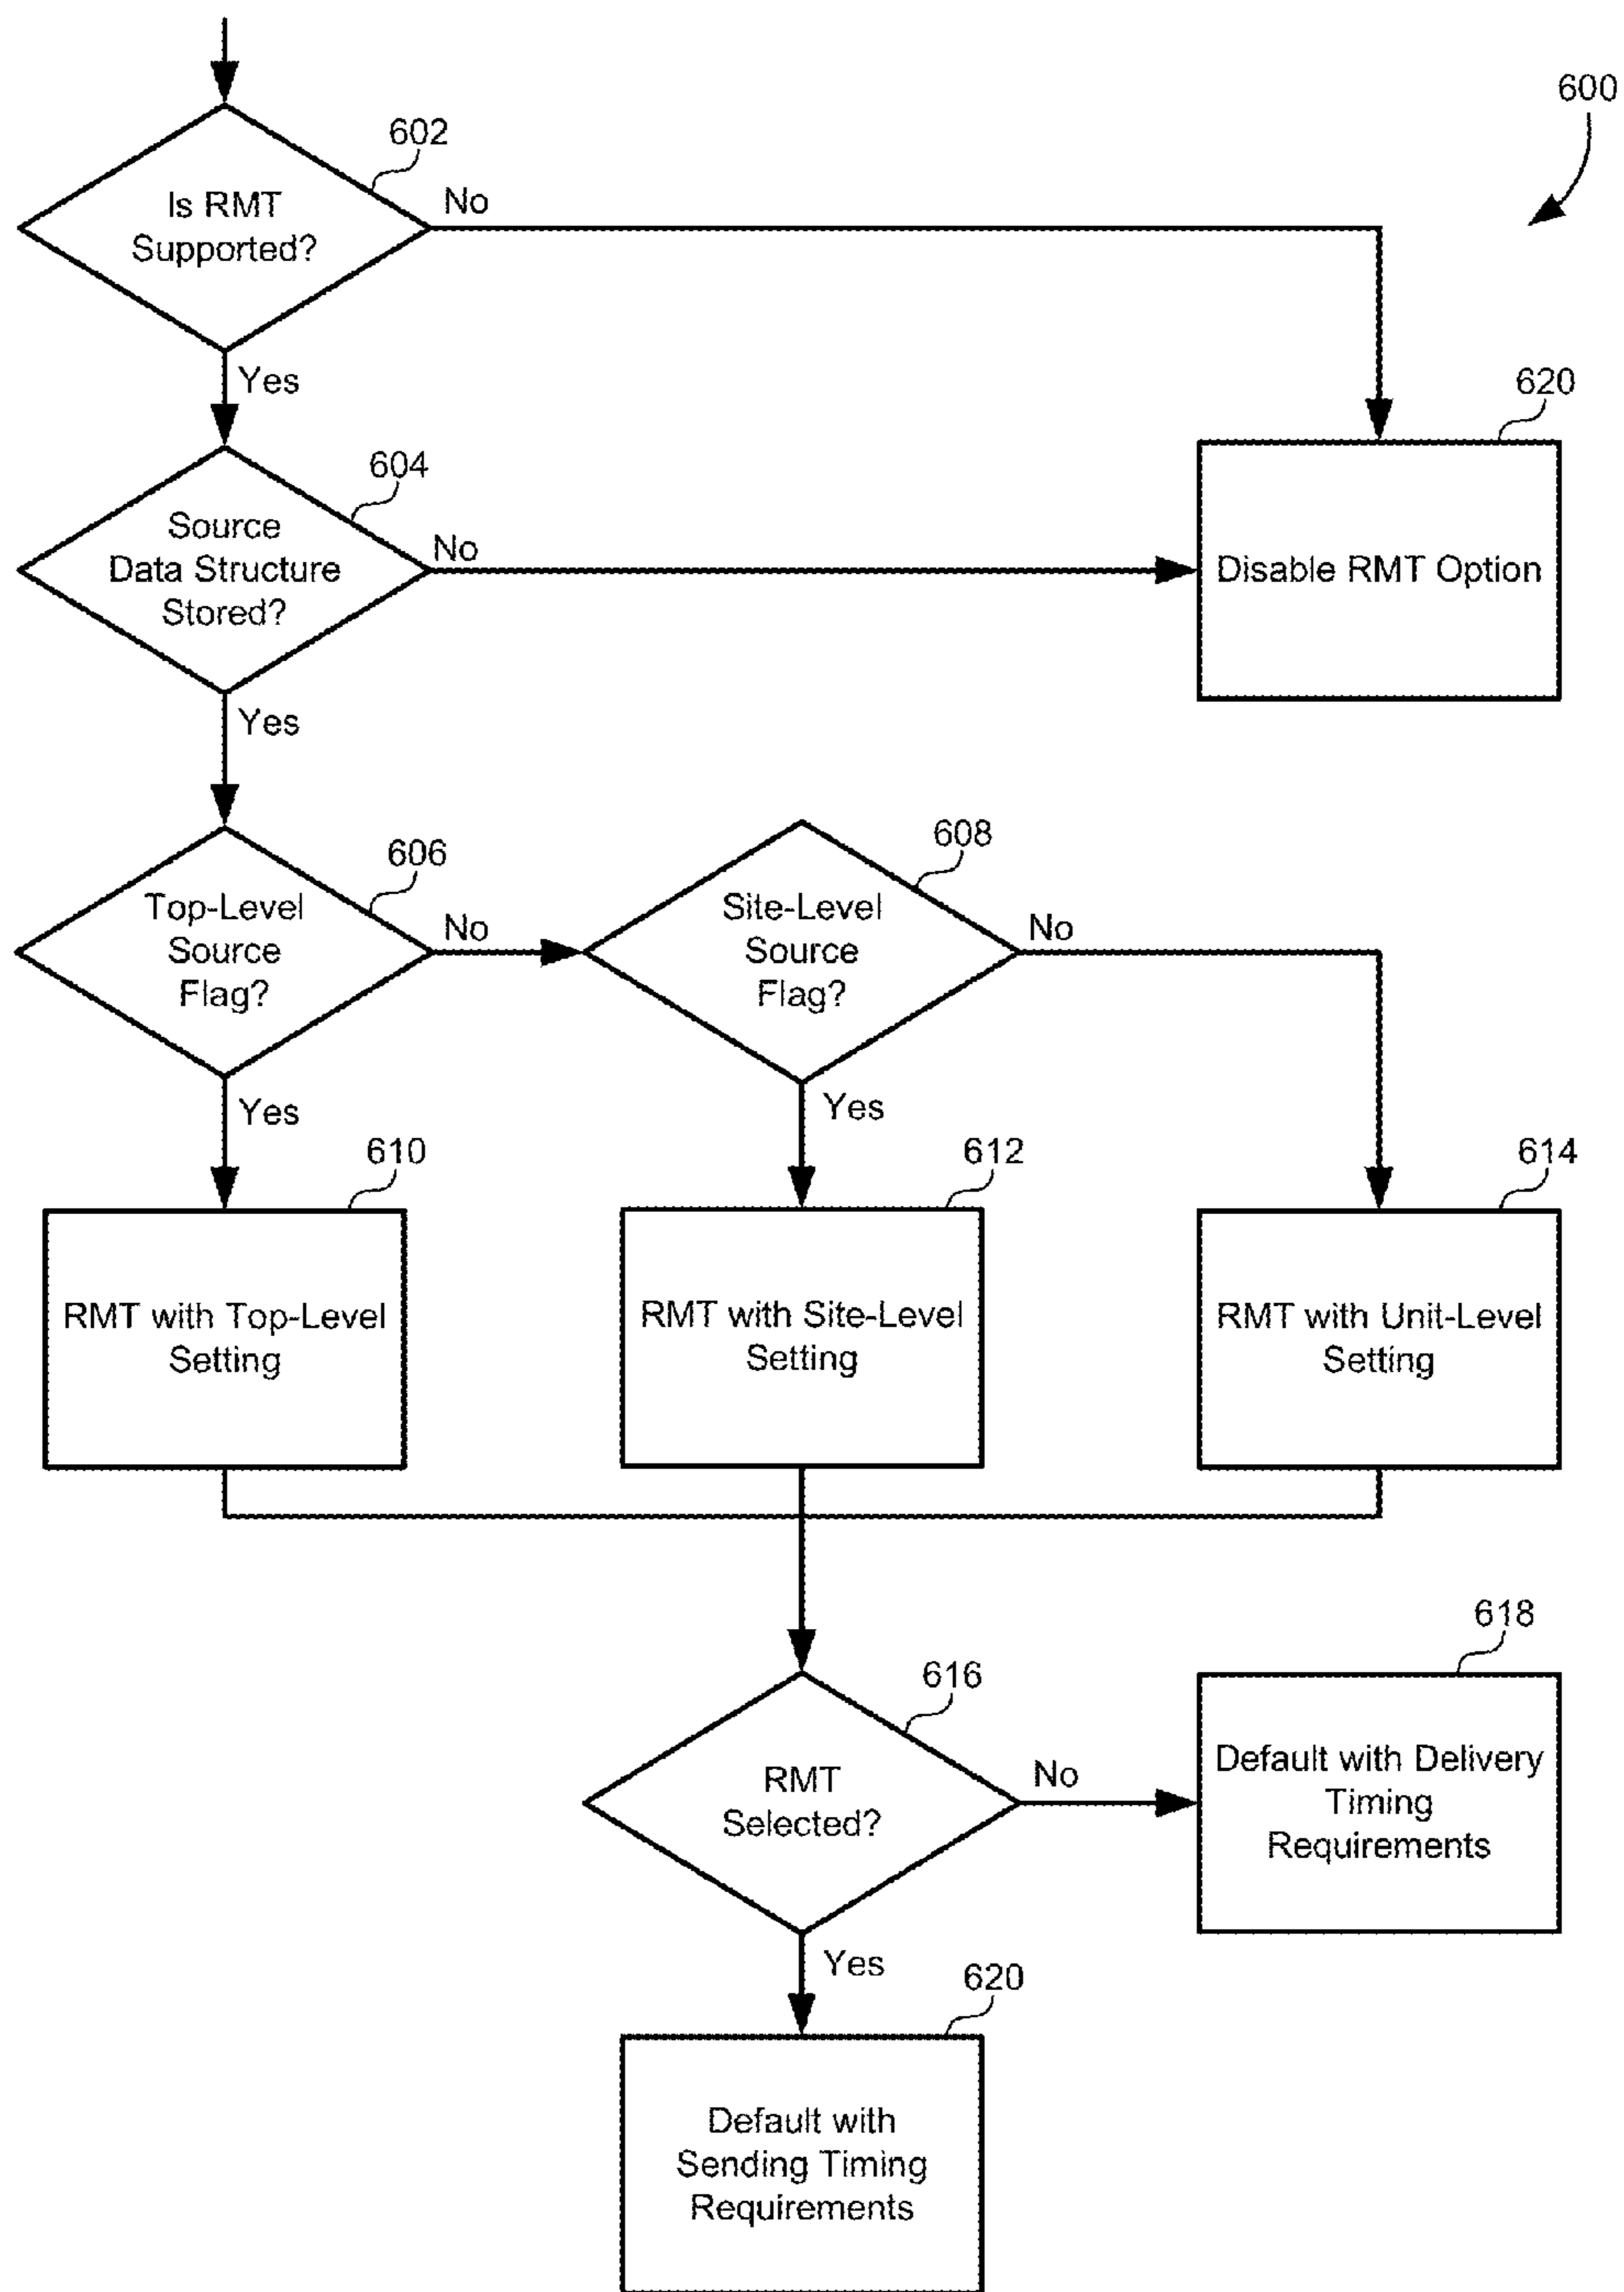 600
602
Is RMT
Supported?
No
Yes
620
604
Source
Data Structure
Stored?
No
Disable RMT Option
Yes
606
Top-Level
Source
Flag?
No
608
Site-Level
Source
Flag?
No
Yes
Yes
610
RMT with Top-Level
Setting
612
RMT with Site-Level
Setting
614
RMT with Unit-Level
Setting
616
RMT
Selected?
No
618
Default with Delivery
Timing
Requirements
Yes
620
Default with
Sending Timing
Requirements